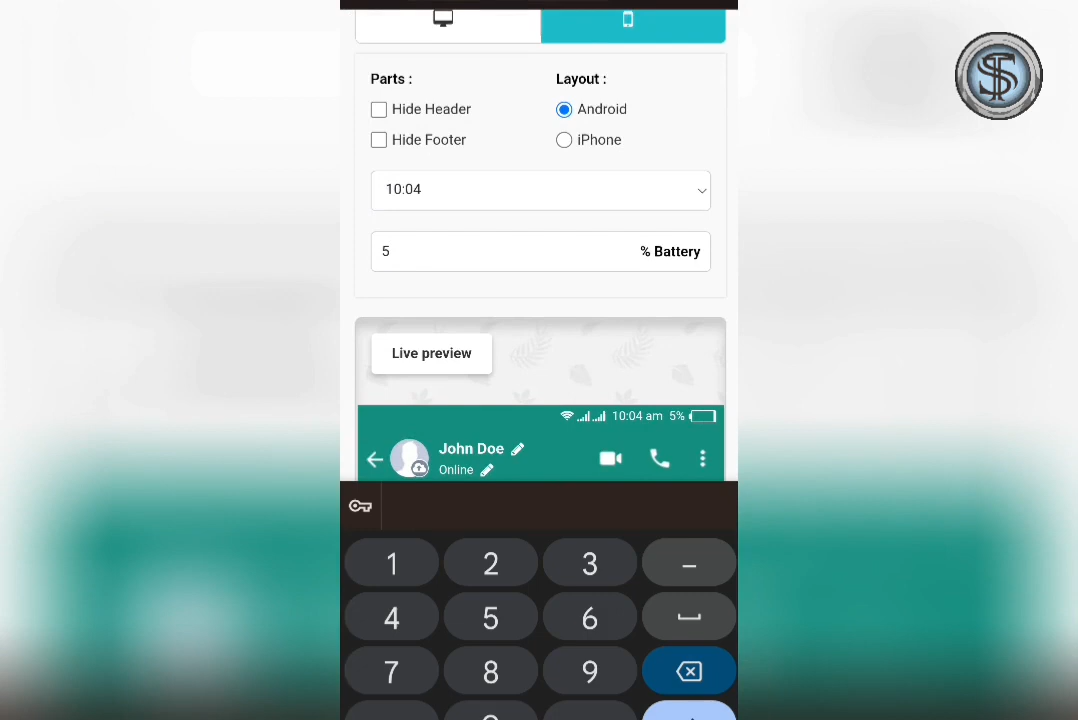 Parts :
Layout :
Hide Header
Android
Hide Footer
iPhone
10:04
5
% Battery
Live preview
10:04 am 5%
John Doe
Online
1 2 3 –
4 5 6
7 8 9